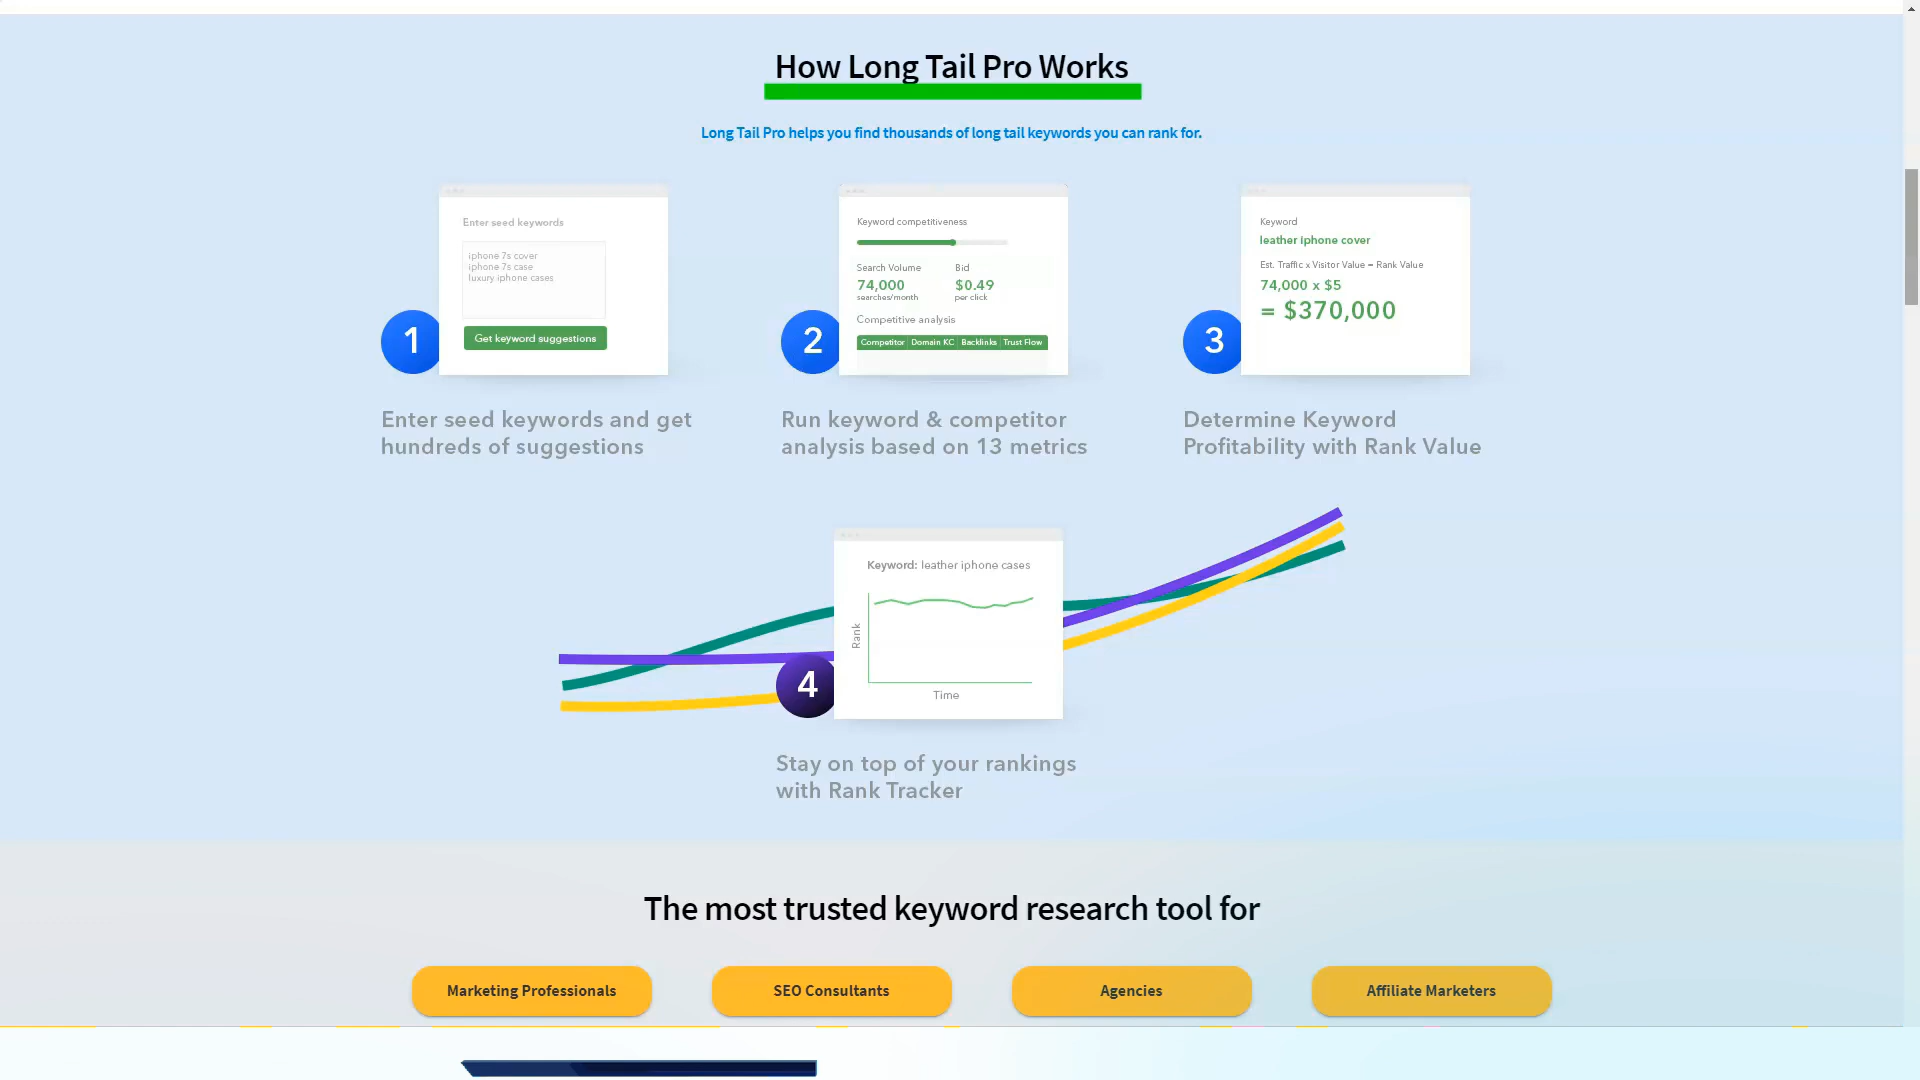 How Long Tail Pro Works
Long Tail Pro helps you find thousands of long tail keywords you can rank for.
Enter seed keywords
iphone 7s cover
iphone 7s case
luxury iphone cases
Get keyword suggestions
1
Enter seed keywords and get
hundreds of suggestions
Keyword competitiveness
Search Volume Bid
74,000 $0.49
searches/month per click
Competitive analysis
Competitor Domain KC Backlinks Trust Flow
2
Run keyword & competitor
analysis based on 13 metrics
Keyword
leather iphone cover
Est. Traffic x Visitor Value = Rank Value
74,000 x $5
= $370,000
3
Determine Keyword
Profitability with Rank Value
Keyword: leather iphone cases
Rank
Time
4
Stay on top of your rankings
with Rank Tracker
The most trusted keyword research tool for
Marketing Professionals
SEO Consultants
Agencies
Affiliate Marketers